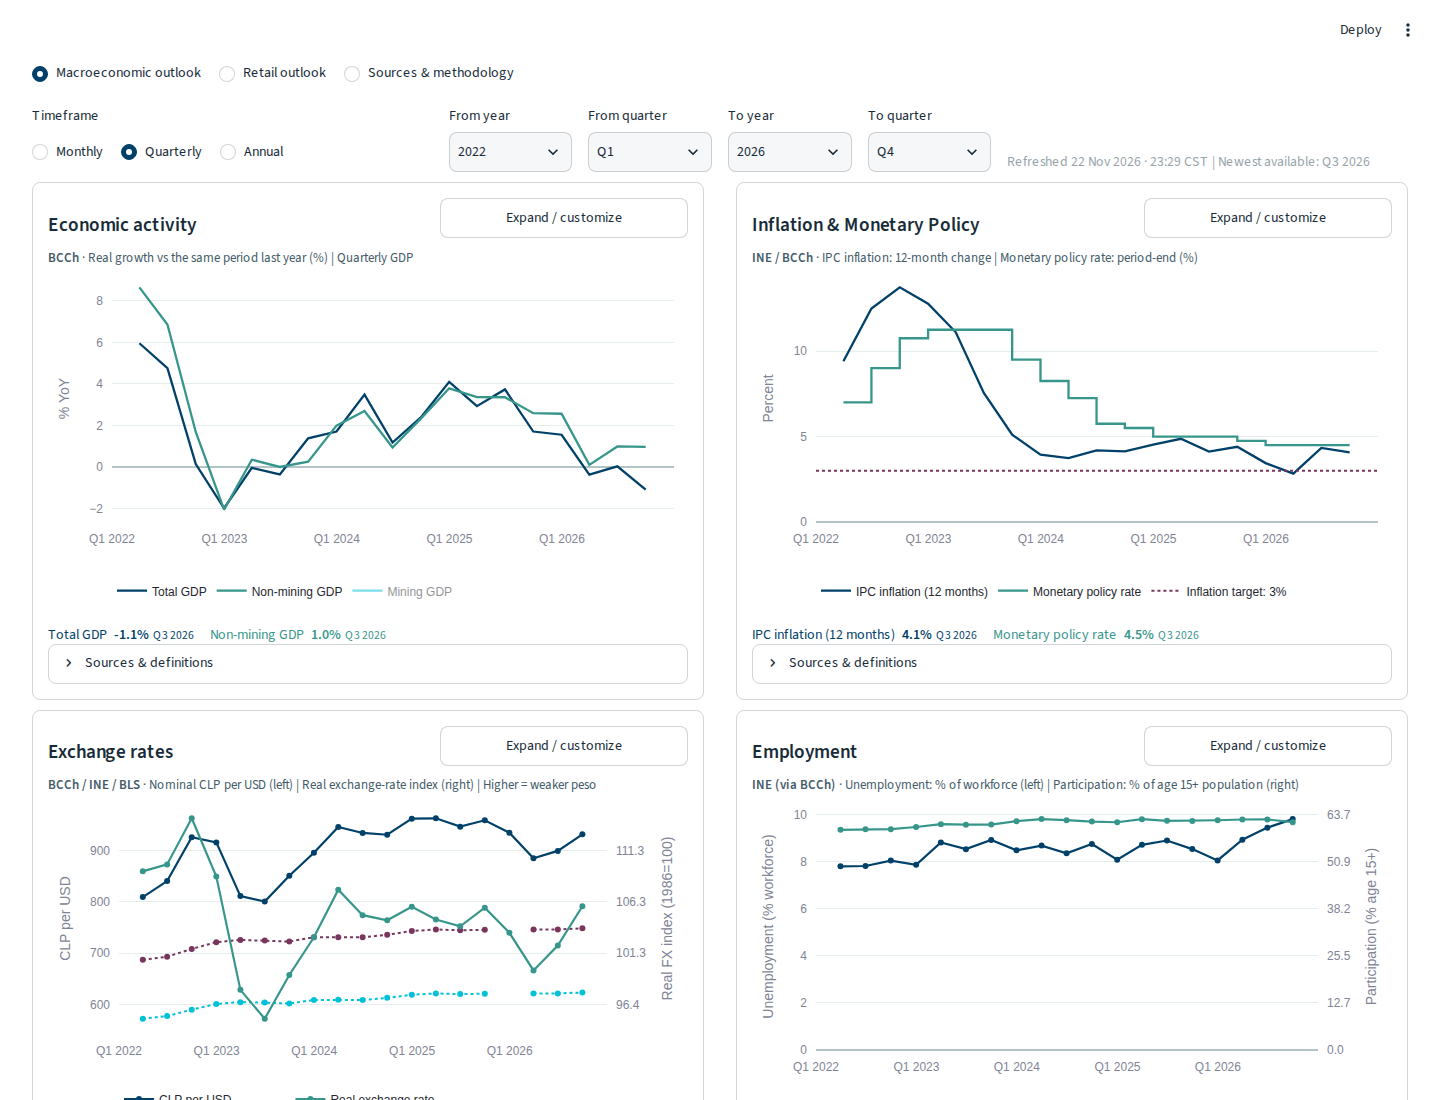 Deploy
Macroeconomic outlook
Retail outlook
Sources & methodology
Timeframe
Monthly
Quarterly
Annual
From year
2022
From quarter
Q1
To year
2026
To quarter
Q4
Refreshed 22 Nov 2026 · 23:29 CST | Newest available: Q3 2026
Economic activity
Expand / customize
BCCh · Real growth vs the same period last year (%) | Quarterly GDP
% YoY
8
6
4
2
0
−2
Q1 2022
Q1 2023
Q1 2024
Q1 2025
Q1 2026
Total GDP
Non-mining GDP
Mining GDP
Total GDP -1.1% Q3 2026 Non-mining GDP 1.0% Q3 2026
Sources & definitions
Inflation & Monetary Policy
Expand / customize
INE / BCCh · IPC inflation: 12-month change | Monetary policy rate: period-end (%)
Percent
10
5
0
Q1 2022
Q1 2023
Q1 2024
Q1 2025
Q1 2026
IPC inflation (12 months)
Monetary policy rate
Inflation target: 3%
IPC inflation (12 months) 4.1% Q3 2026 Monetary policy rate 4.5% Q3 2026
Sources & definitions
Exchange rates
Expand / customize
BCCh / INE / BLS · Nominal CLP per USD (left) | Real exchange-rate index (right) | Higher = weaker peso
CLP per USD
900
800
700
600
111.3
106.3
101.3
96.4
Real FX index (1986=100)
Q1 2022
Q1 2023
Q1 2024
Q1 2025
Q1 2026
CLP per USD
Real exchange rate
Employment
Expand / customize
INE (via BCCh) · Unemployment: % of workforce (left) | Participation: % of age 15+ population (right)
Unemployment (% workforce)
10
8
6
4
2
0
63.7
50.9
38.2
25.5
12.7
0.0
Participation (% age 15+)
Q1 2022
Q1 2023
Q1 2024
Q1 2025
Q1 2026